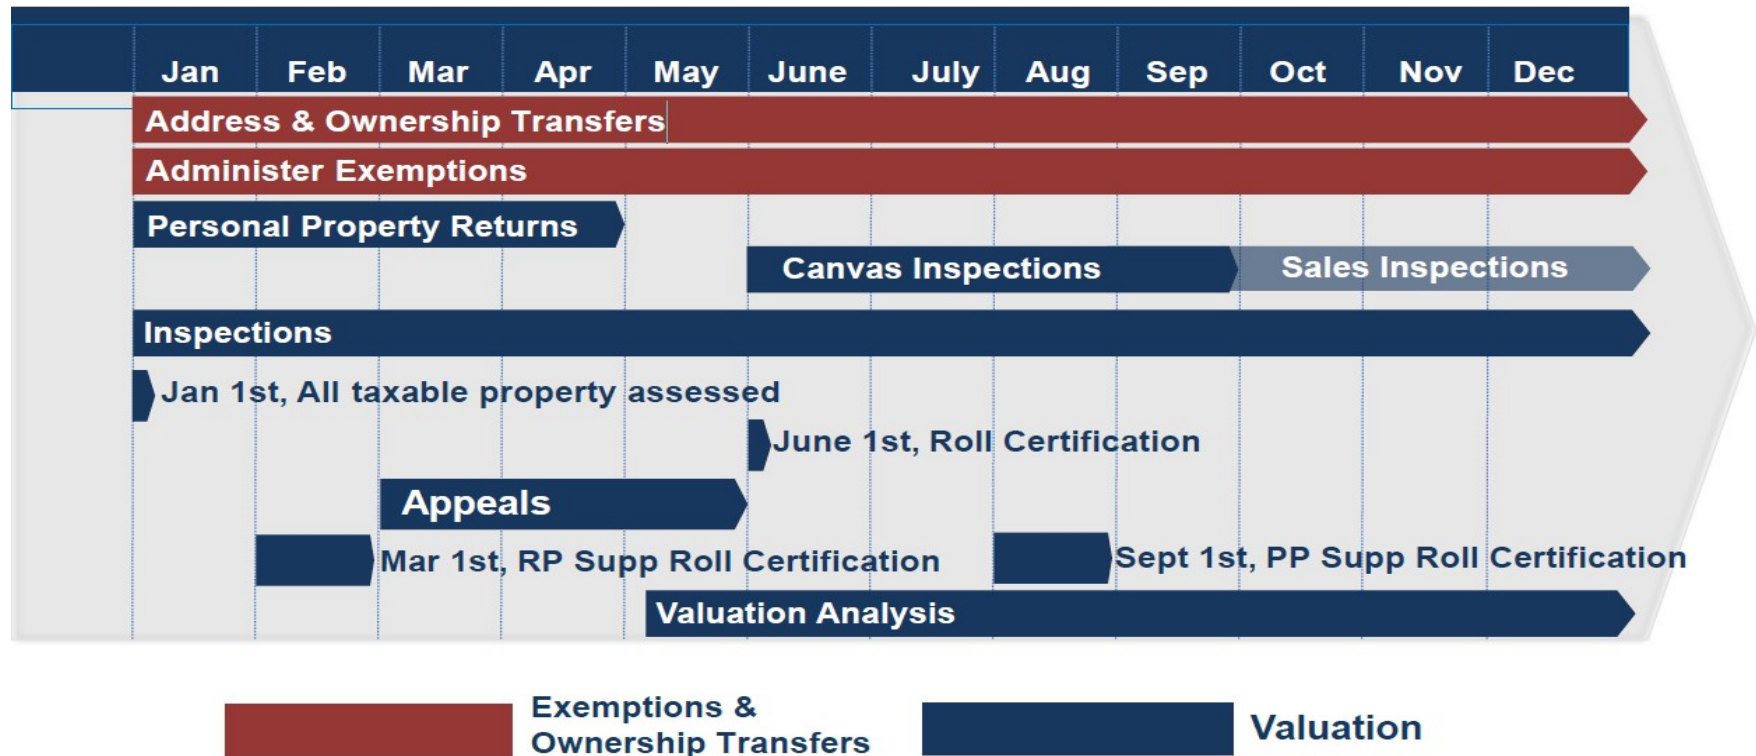 Jan Feb Mar Apr May June July Aug Sep Oct Nov Dec
Address & Ownership Transfers
Administer Exemptions
Personal Property Returns
Canvas Inspections
Sales Inspections
Inspections
Jan 1st, All taxable property assessed
June 1st, Roll Certification
Appeals
Mar 1st, RP Supp Roll Certification
Sept 1st, PP Supp Roll Certification
Valuation Analysis
Exemptions &
Ownership Transfers
Valuation